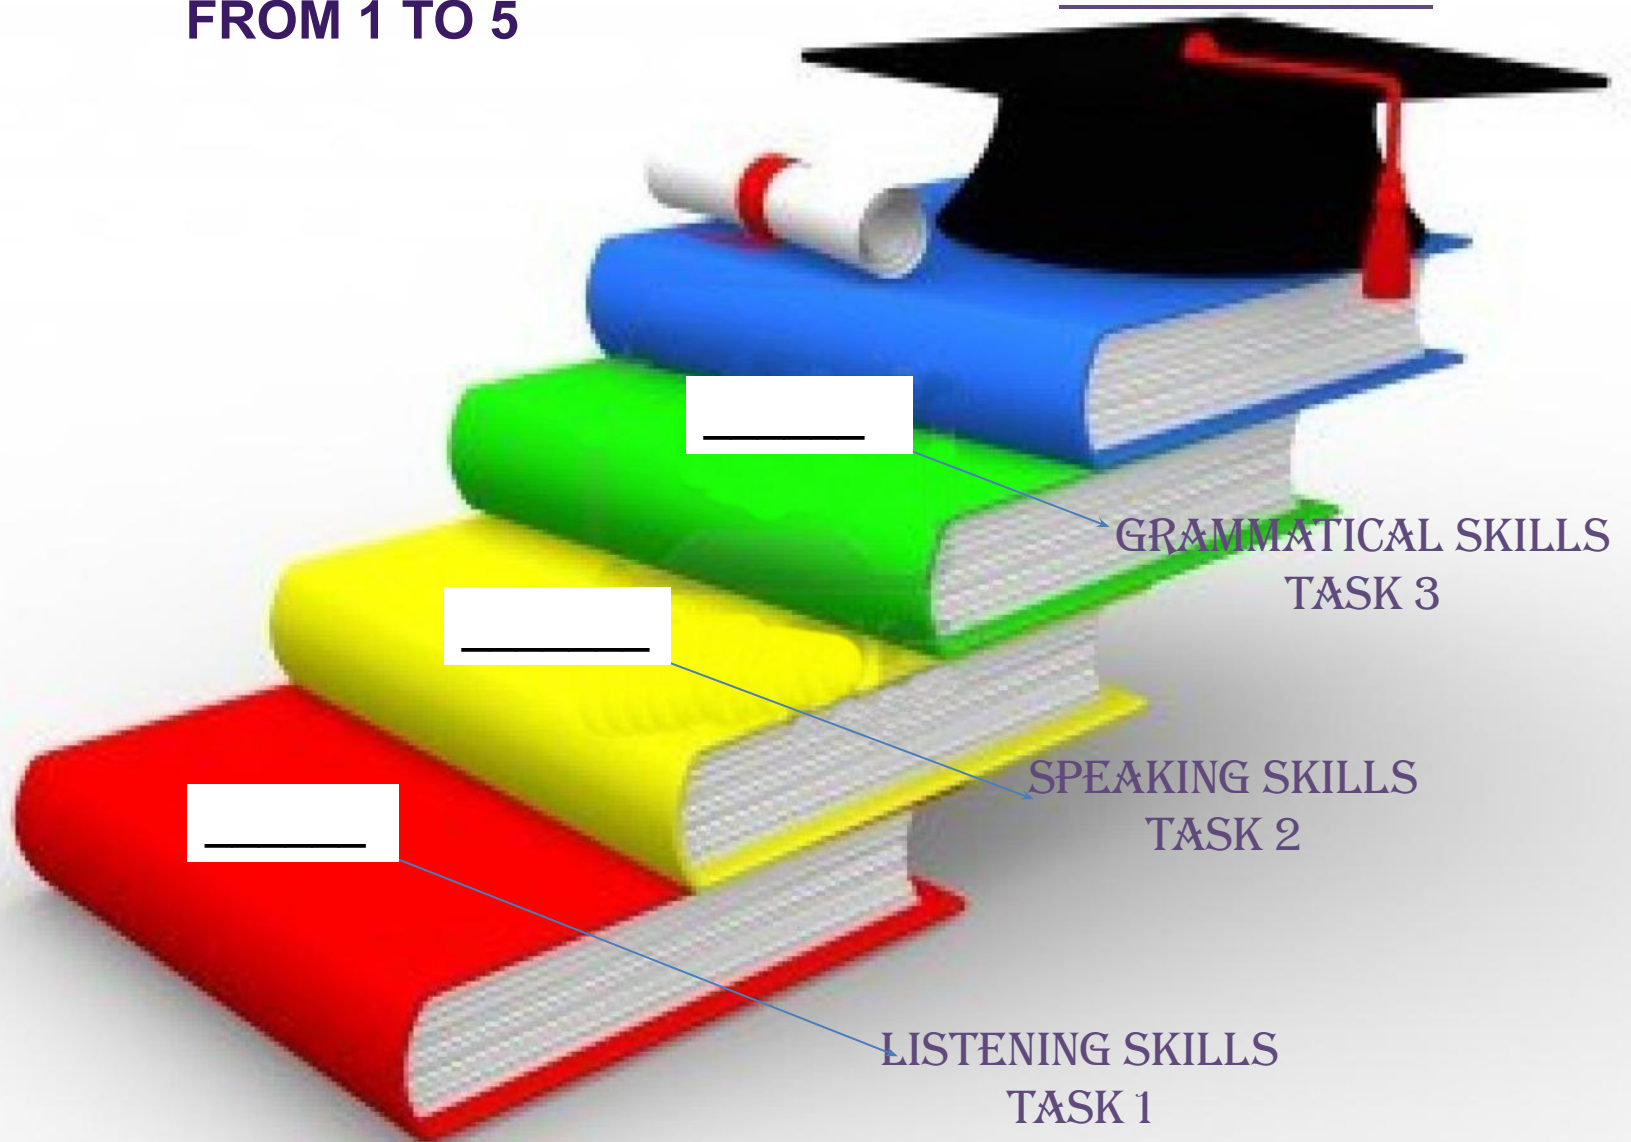 FROM 1 TO 5
GRAMMATICAL SKILLS
TASK 3
SPEAKING SKILLS
TASK 2
LISTENING SKILLS
TASK 1